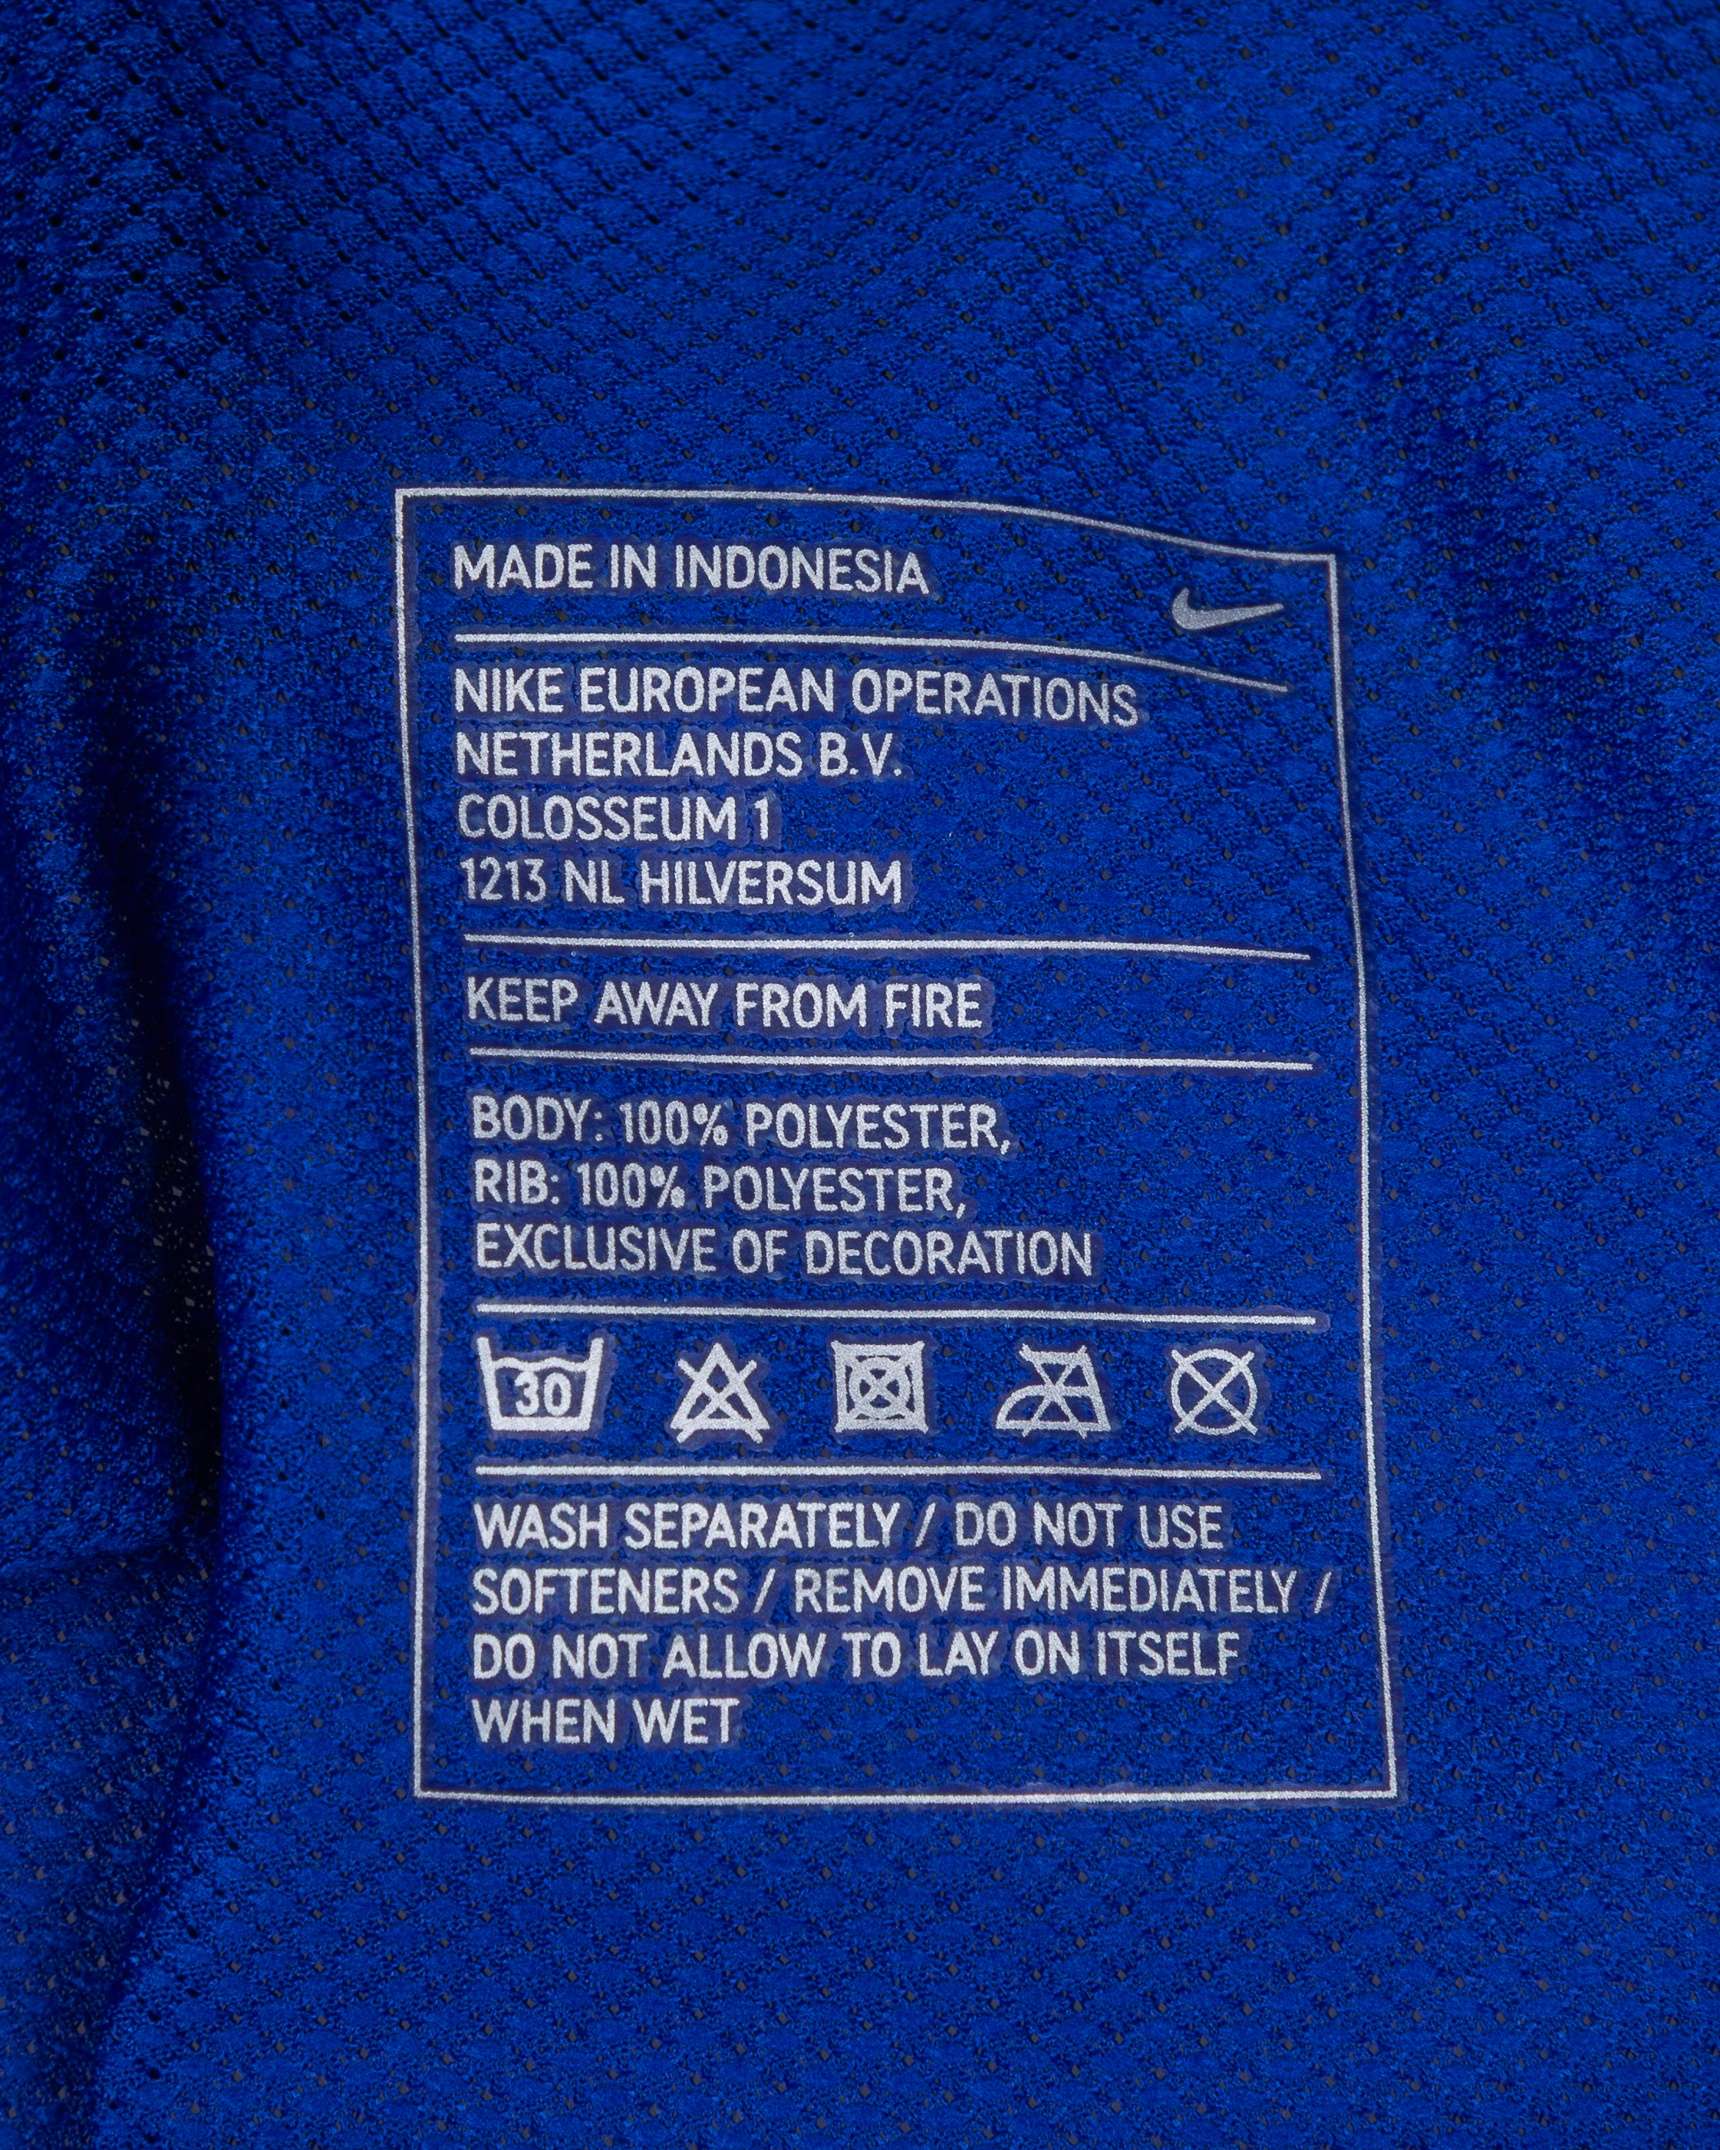 MADE IN INDONESIA
NIKE EUROPEAN OPERATIONS
NETHERLANDS B.V.
COLOSSEUM 1
1213 NL HILVERSUM
KEEP AWAY FROM FIRE
BODY: 100% POLYESTER,
RIB: 100% POLYESTER,
EXCLUSIVE OF DECORATION
30
WASH SEPARATELY / DO NOT USE
SOFTENERS / REMOVE IMMEDIATELY /
DO NOT ALLOW TO LAY ON ITSELF
WHEN WET